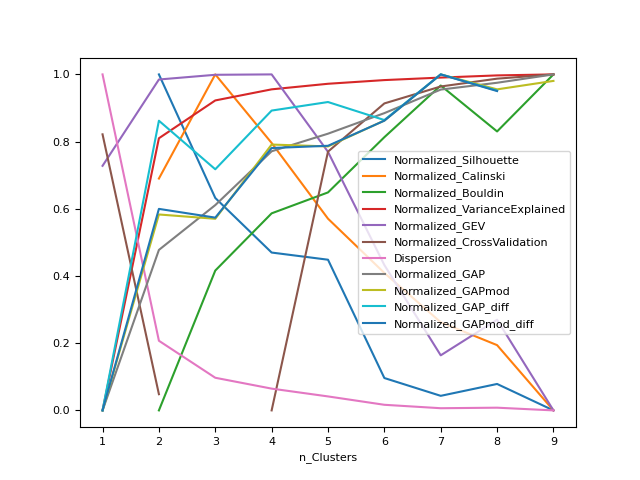 1.0
0.8
0.6
0.4
0.2
0.0
Normalized_Silhouette
Normalized_Calinski
Normalized_Bouldin
Normalized_VarianceExplained
Normalized_GEV
Normalized_CrossValidation
Dispersion
Normalized_GAP
Normalized_GAPmod
Normalized_GAP_diff
Normalized_GAPmod_diff
1 2 3 4 5 6 7 8 9
n_Clusters